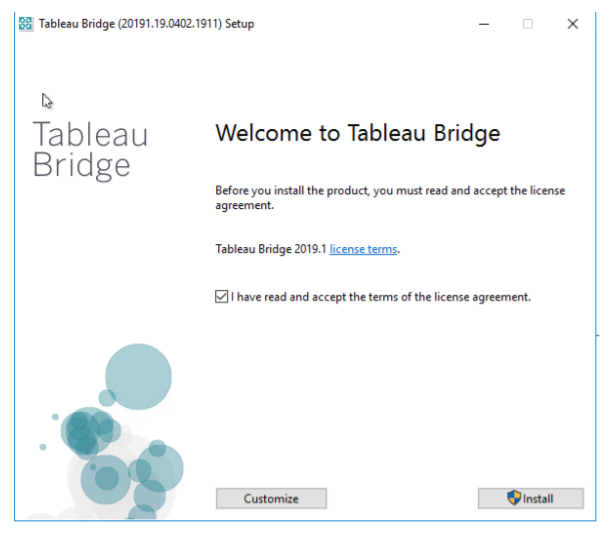 Tableau Bridge (20191.19.0402.1911) Setup
Tableau
Bridge
Welcome to Tableau Bridge
Before you install the product, you must read and accept the license
agreement.
Tableau Bridge 2019.1 license terms.
I have read and accept the terms of the license agreement.
Customize
Install